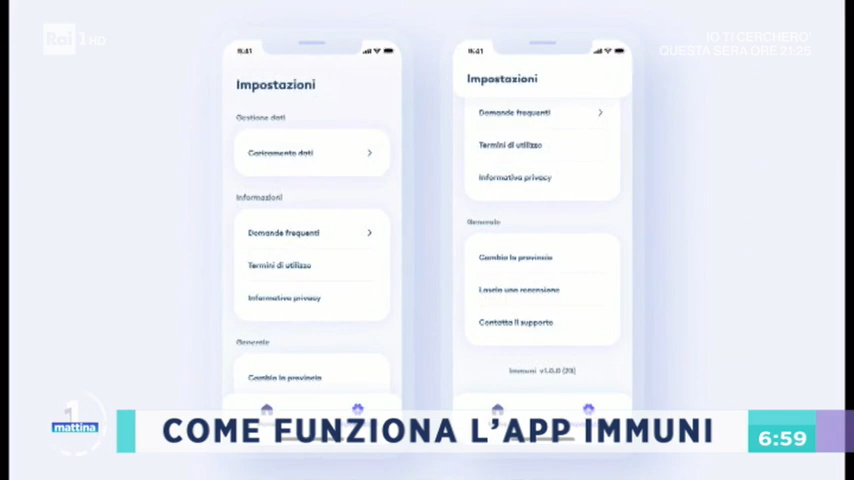 Rai 1 HD
IO TI CERCHERO'
QUESTA SERA ORE 21:25
9:41
Impostazioni
Gestione dati
Caricamento dati
Informazioni
Domande frequenti
Termini di utilizzo
Informativa privacy
Generale
Cambia la provincia
9:41
Impostazioni
Domande frequenti
Termini di utilizzo
Informativa privacy
Generale
Cambia la provincia
Lascia una recensione
Contatta il supporto
Immuni v1.0.0 (20)
1
mattina
COME FUNZIONA L'APP IMMUNI
6:59